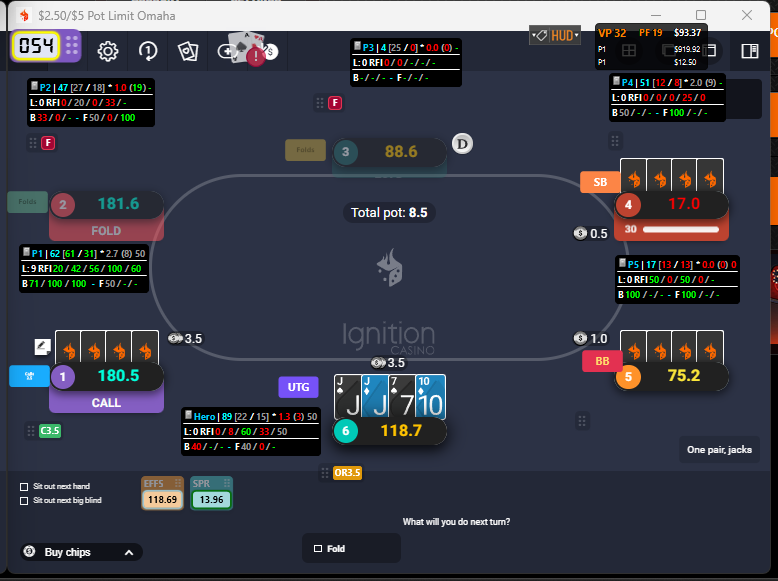 $2.50/$5 Pot Limit Omaha
HUD
VP 32 PF 19 $93.37
P1 $919.92
P1 $12.50
054
1
$
!
P3 | 4 [25 / 0] * 0.0 (0) -
L: 0 RFI 0 / 0 / - / - / -
B - / - / - - F - / - / -
F
P2 | 47 [27 / 18] * 1.0 (19) -
L: 0 RFI 0 / 20 / 0 / 33 / -
B 33 / 0 / - - F 50 / 0 / 100
F
P4 | 51 [12 / 8] * 2.0 (9) -
L: 0 RFI 0 / 0 / 0 / 25 / 0
B 50 / - / - - F 100 / - / -
Folds
3
88.6
D
SB
4
17.0
30
Folds
2
181.6
FOLD
Total pot: 8.5
$ 0.5
P1 | 62 [61 / 31] * 2.7 (8) 50
L: 9 RFI 20 / 42 / 56 / 100 / 60
B 71 / 100 / 100 - F 50 / - / -
P5 | 17 [13 / 13] * 0.0 (0) 0
L: 0 RFI 50 / 0 / 50 / 0 / -
B 100 / - / - - F 100 / - / -
Ignition
CASINO
3.5
$ 1.0
BB
5
75.2
1
180.5
CALL
C3.5
3.5
UTG
J J 7 10
J J 7 10
6
118.7
Hero | 89 [22 / 15] * 1.3 (3) 50
L: 0 RFI 0 / 8 / 60 / 33 / 50
B 40 / - / - - F 40 / 0 / -
OR3.5
One pair, jacks
Sit out next hand
Sit out next big blind
EFFS
118.69
SPR
13.96
What will you do next turn?
Fold
$ Buy chips